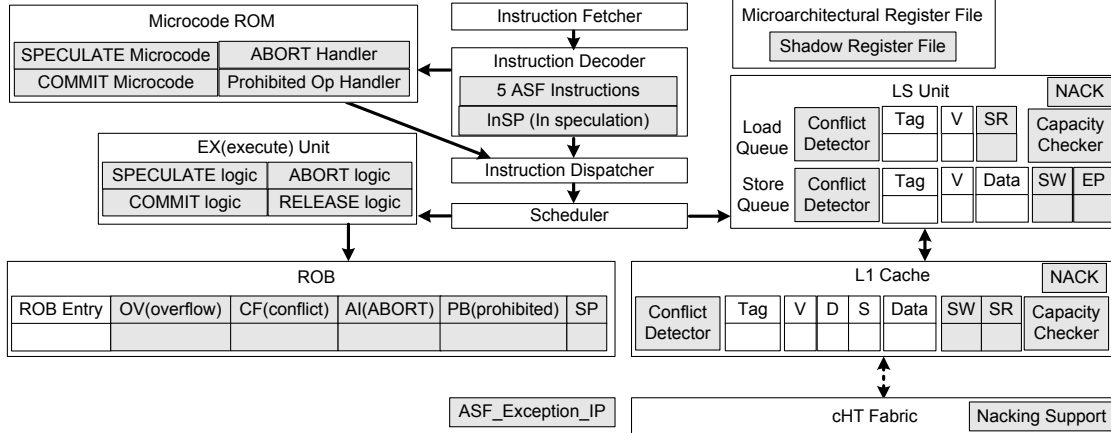 Microcode ROM
SPECULATE Microcode ABORT Handler
COMMIT Microcode Prohibited Op Handler
Instruction Fetcher
Instruction Decoder
5 ASF Instructions
InSP (In speculation)
Instruction Dispatcher
Scheduler
Microarchitectural Register File
Shadow Register File
EX(execute) Unit
SPECULATE logic ABORT logic
COMMIT logic RELEASE logic
LS Unit NACK
Load Queue Conflict Detector Tag V SR Capacity Checker
Store Queue Conflict Detector Tag V Data SW EP
ROB
ROB Entry OV(overflow) CF(conflict) AI(ABORT) PB(prohibited) SP
L1 Cache NACK
Conflict Detector Tag V D S Data SW SR Capacity Checker
ASF_Exception_IP
cHT Fabric Nacking Support